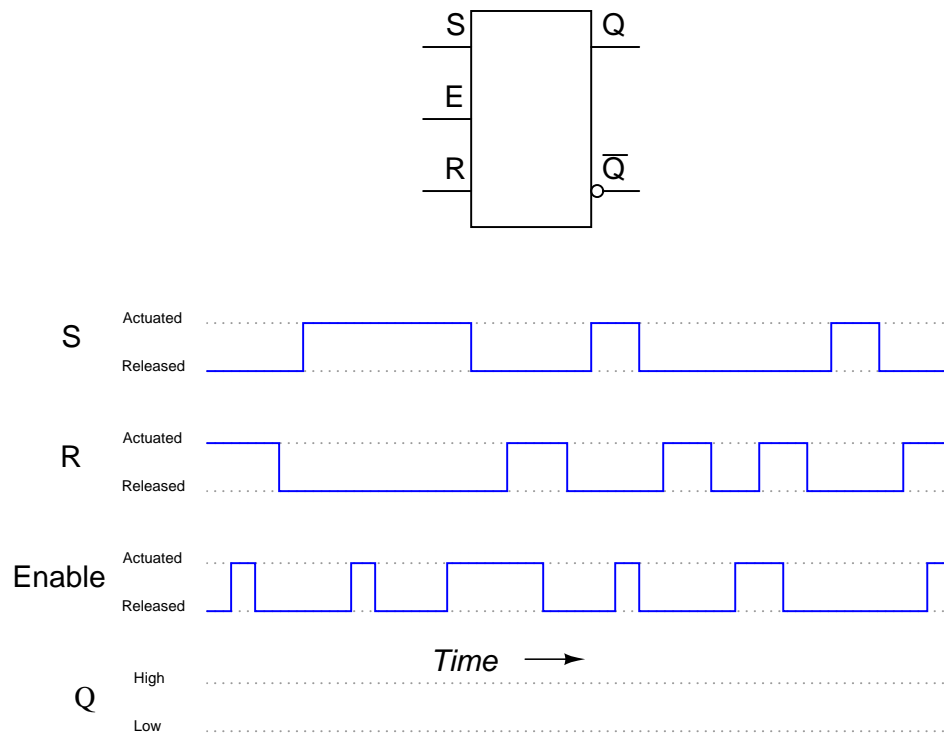 S Q
E
R Q̅
S Actuated
Released
R Actuated
Released
Enable Actuated
Released
Time
Q High
Low